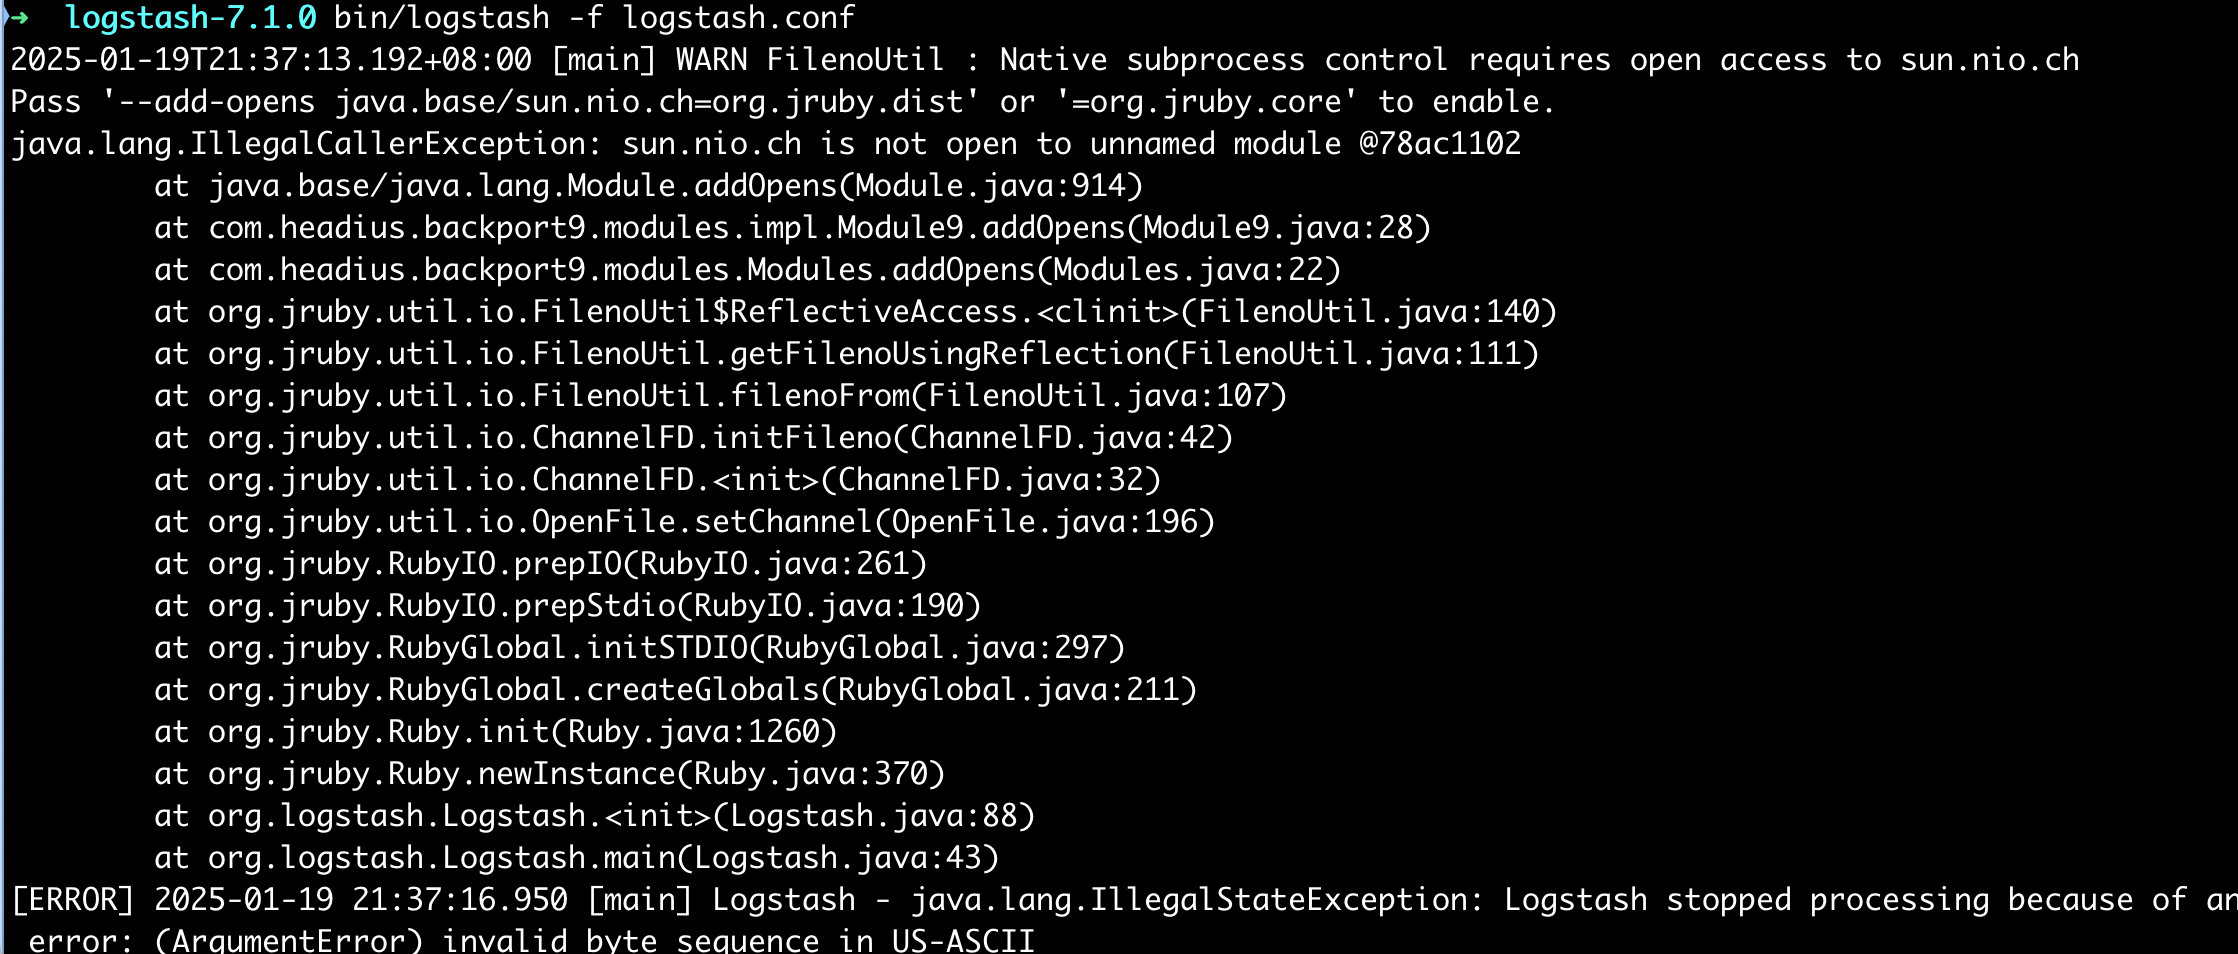 ➜  logstash-7.1.0 bin/logstash -f logstash.conf
2025-01-19T21:37:13.192+08:00 [main] WARN FilenoUtil : Native subprocess control requires open access to sun.nio.ch
Pass '--add-opens java.base/sun.nio.ch=org.jruby.dist' or '=org.jruby.core' to enable.
java.lang.IllegalCallerException: sun.nio.ch is not open to unnamed module @78ac1102
        at java.base/java.lang.Module.addOpens(Module.java:914)
        at com.headius.backport9.modules.impl.Module9.addOpens(Module9.java:28)
        at com.headius.backport9.modules.Modules.addOpens(Modules.java:22)
        at org.jruby.util.io.FilenoUtil$ReflectiveAccess.<clinit>(FilenoUtil.java:140)
        at org.jruby.util.io.FilenoUtil.getFilenoUsingReflection(FilenoUtil.java:111)
        at org.jruby.util.io.FilenoUtil.filenoFrom(FilenoUtil.java:107)
        at org.jruby.util.io.ChannelFD.initFileno(ChannelFD.java:42)
        at org.jruby.util.io.ChannelFD.<init>(ChannelFD.java:32)
        at org.jruby.util.io.OpenFile.setChannel(OpenFile.java:196)
        at org.jruby.RubyIO.prepIO(RubyIO.java:261)
        at org.jruby.RubyIO.prepStdio(RubyIO.java:190)
        at org.jruby.RubyGlobal.initSTDIO(RubyGlobal.java:297)
        at org.jruby.RubyGlobal.createGlobals(RubyGlobal.java:211)
        at org.jruby.Ruby.init(Ruby.java:1260)
        at org.jruby.Ruby.newInstance(Ruby.java:370)
        at org.logstash.Logstash.<init>(Logstash.java:88)
        at org.logstash.Logstash.main(Logstash.java:43)
[ERROR] 2025-01-19 21:37:16.950 [main] Logstash - java.lang.IllegalStateException: Logstash stopped processing because of an
 error: (ArgumentError) invalid byte sequence in US-ASCII